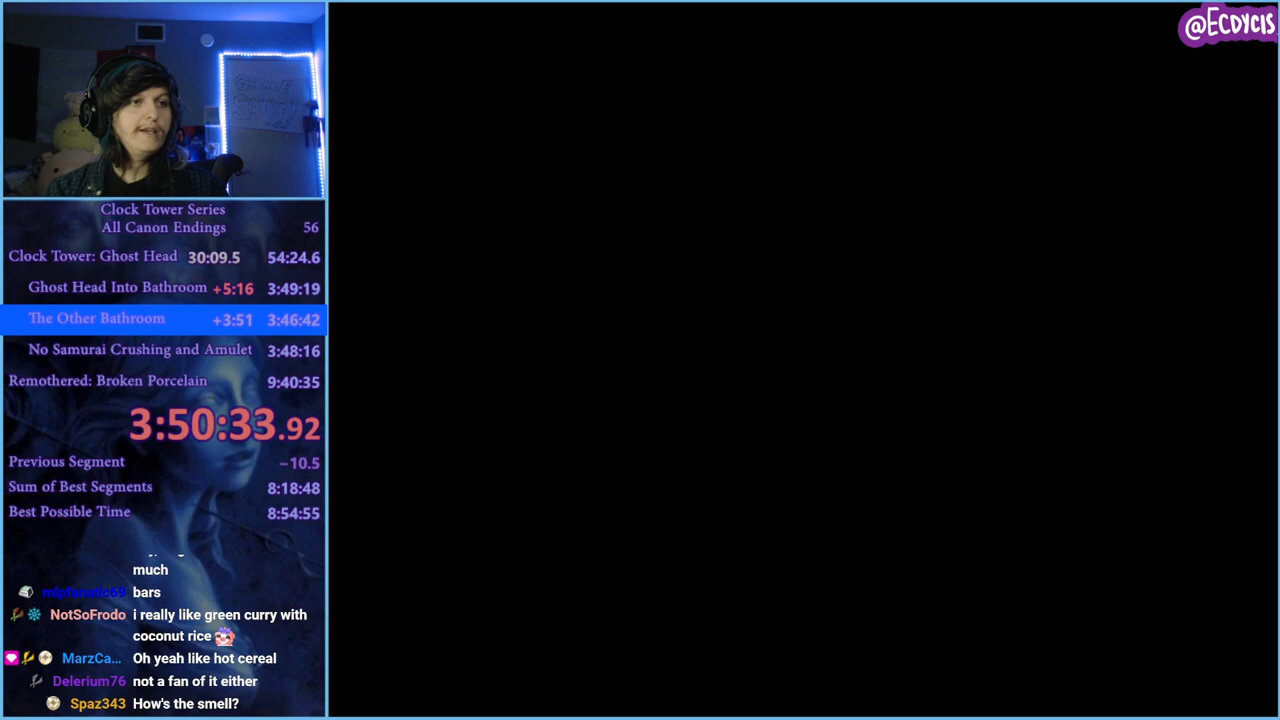 @ECDYCIS
Clock Tower Series
All Canon Endings 56
Clock Tower: Ghost Head 30:09.5 54:24.6
Ghost Head Into Bathroom +5:16 3:49:19
The Other Bathroom +3:51 3:46:42
No Samurai Crushing and Amulet 3:48:16
Remothered: Broken Porcelain 9:40:35
3:50:33.92
Previous Segment −10.5
Sum of Best Segments 8:18:48
Best Possible Time 8:54:55
much
mlpfanatic69 bars
NotSoFrodo i really like green curry with
coconut rice
MarzCa... Oh yeah like hot cereal
Delerium76 not a fan of it either
Spaz343 How's the smell?